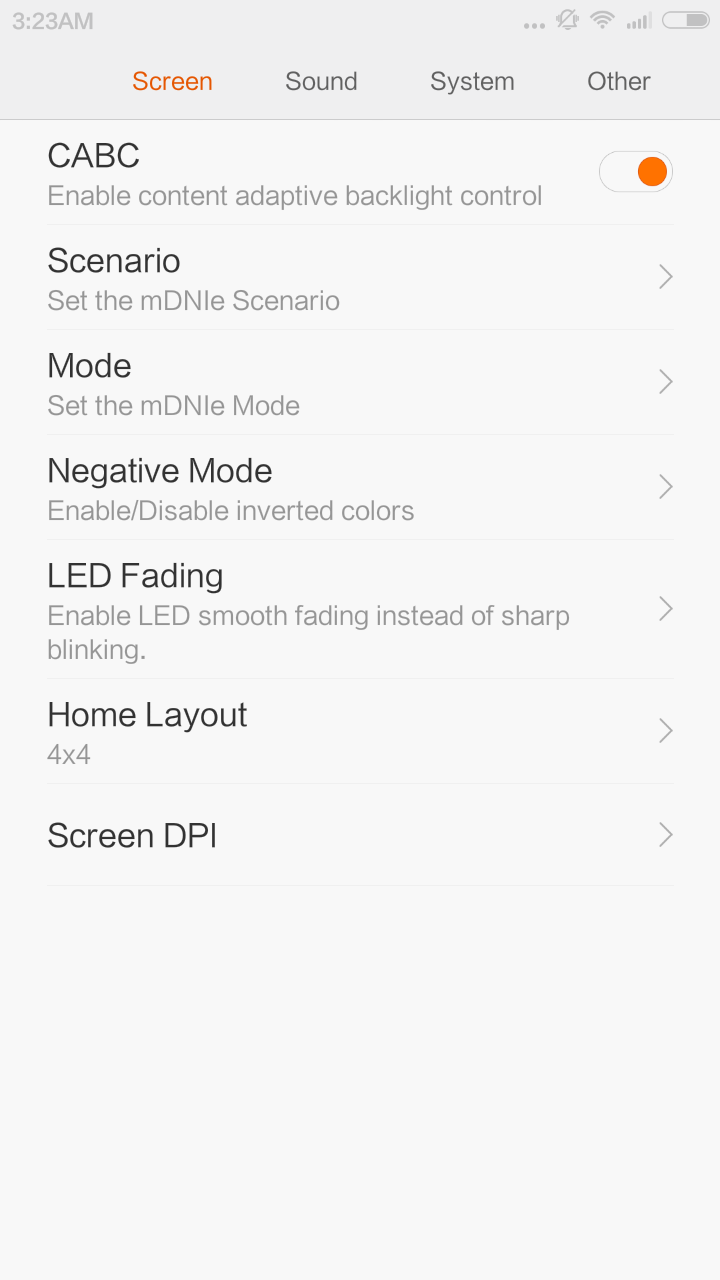 3:23AM
Screen Sound System Other
CABC
Enable content adaptive backlight control
Scenario
Set the mDNIe Scenario
Mode
Set the mDNIe Mode
Negative Mode
Enable/Disable inverted colors
LED Fading
Enable LED smooth fading instead of sharp
blinking.
Home Layout
4x4
Screen DPI